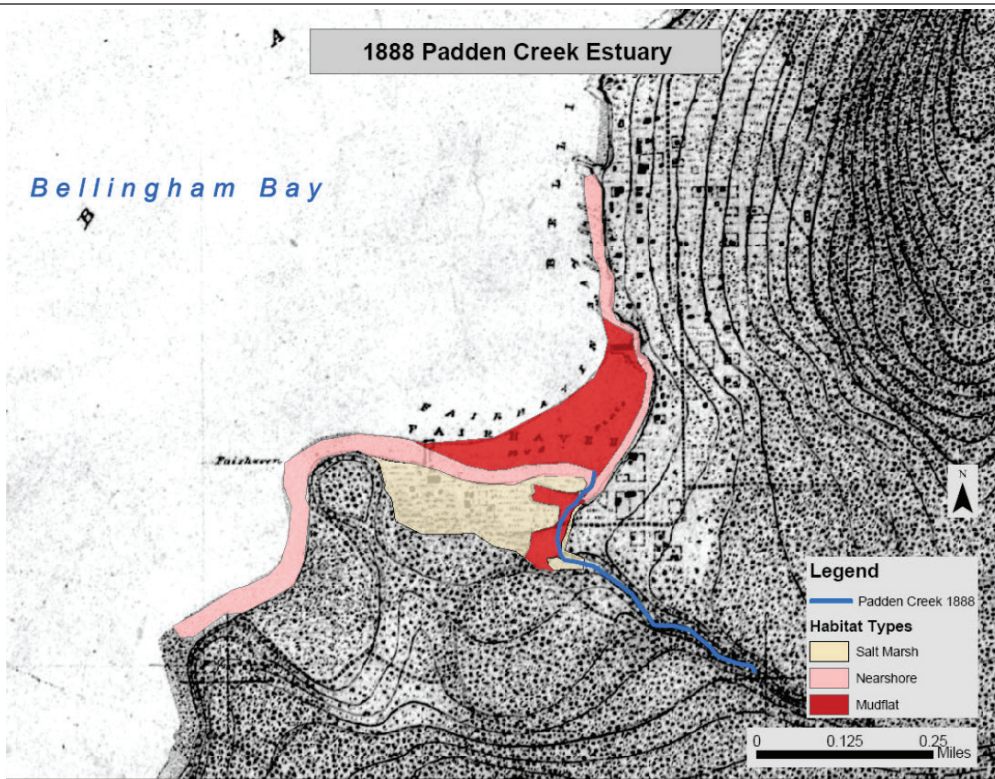 1888 Padden Creek Estuary
Bellingham Bay
A
B
FAIRHAVEN
Fairhaven
N
Legend
Padden Creek 1888
Habitat Types
Salt Marsh
Nearshore
Mudflat
0 0.125 0.25
Miles